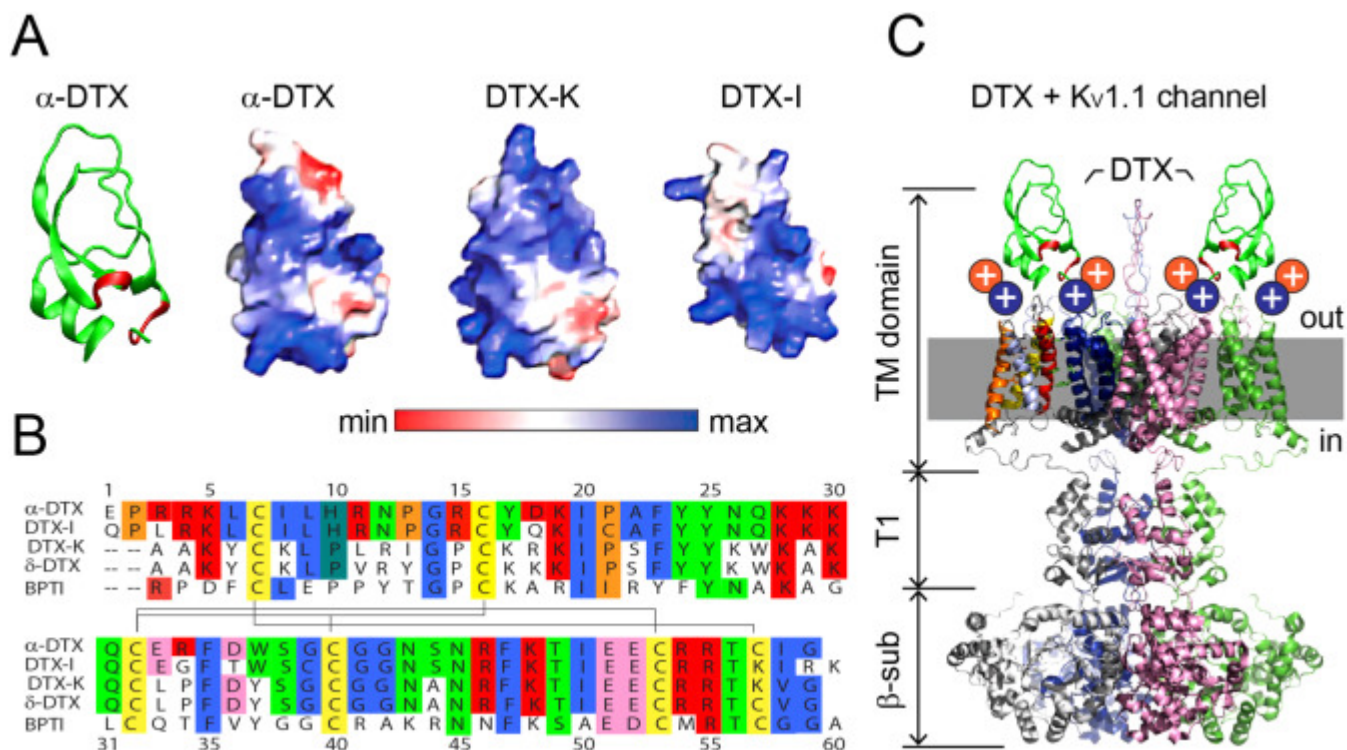 A
α-DTX
α-DTX
DTX-K
DTX-I
min
max
B
1 5 10 15 20 25 30
α-DTX E P R R K L C I L H R N P G R C Y D K I P A F Y Y N Q K K K
DTX-I Q P L R K L C I L H R N P G R C Y Q K I C A F Y Y N Q K K K
DTX-K -- A A K Y C K L P L R I G P C K R K I P S F Y Y K W K A K
δ-DTX -- A A K Y C K L P V R Y G P C K K K I P S F Y Y K W K A K
BPTI --- R P D F C L E P P Y T G P C K A R I I R Y F Y N A K A G
α-DTX Q C E R F D W S G C G G N S N R F K T I E E C R R T C I G
DTX-I Q C E G F T W S C C G G N S N R F K T I E E C R R T K I R K
DTX-K Q C L P F D Y S G C G G N A N R F K T I E E C R R T K V G
δ-DTX Q C L P F D Y S G C G G N A N R F K T I E E C R R T C V G
BPTI L C Q T F V Y G G C R A K R N N F K S A E D C M R T C G G A
31 35 40 45 50 55 60
C
DTX + Kv1.1 channel
DTX
+ + + +
+ + + +
out
in
TM domain
T1
β-sub